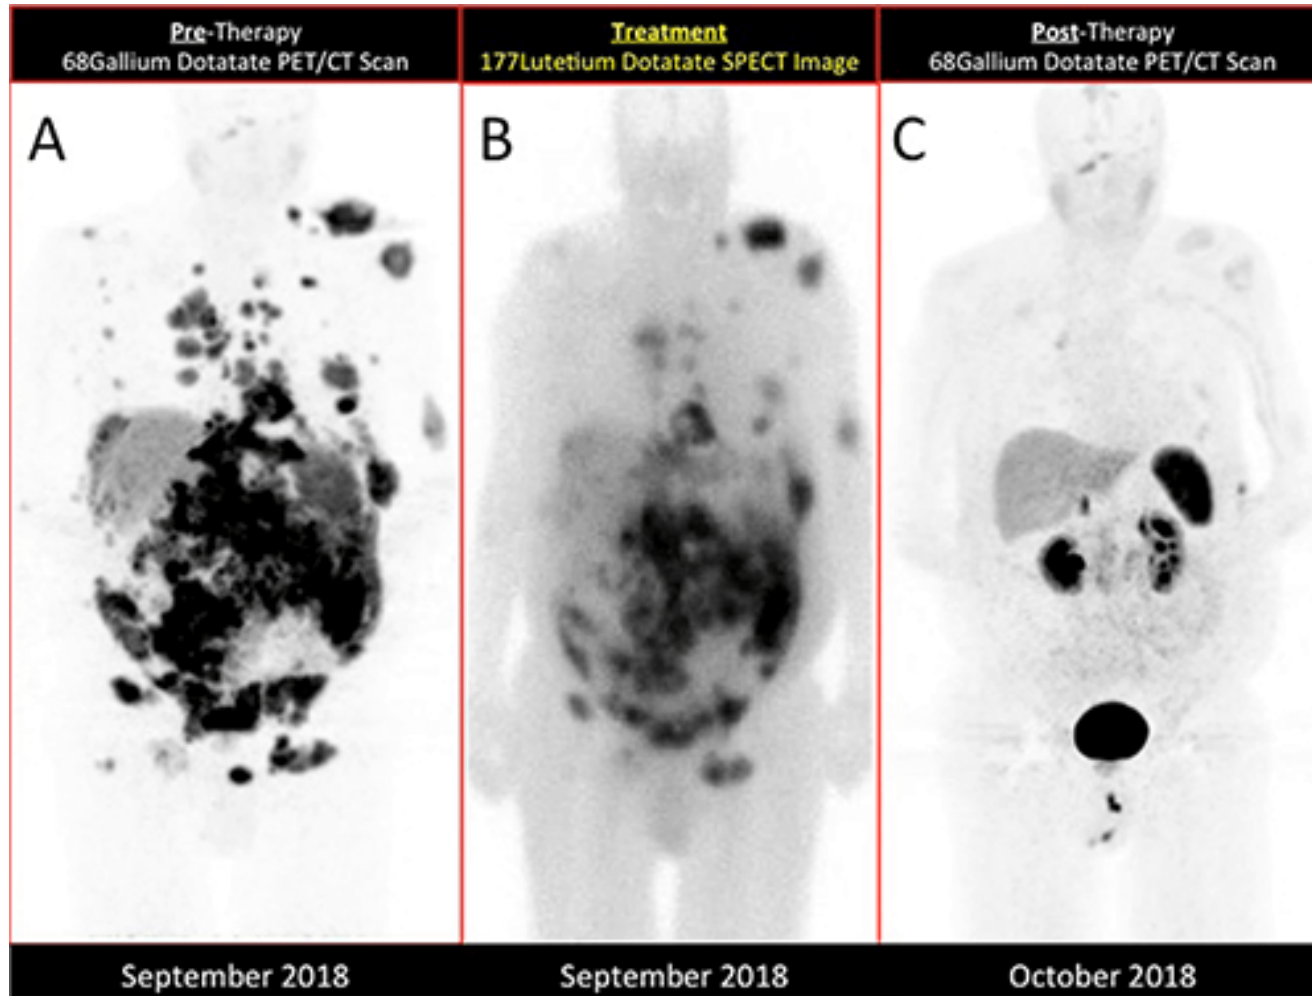 Pre-Therapy
68Gallium Dotatate PET/CT Scan
Treatment
177Lutetium Dotatate SPECT Image
Post-Therapy
68Gallium Dotatate PET/CT Scan
A
B
C
September 2018
September 2018
October 2018